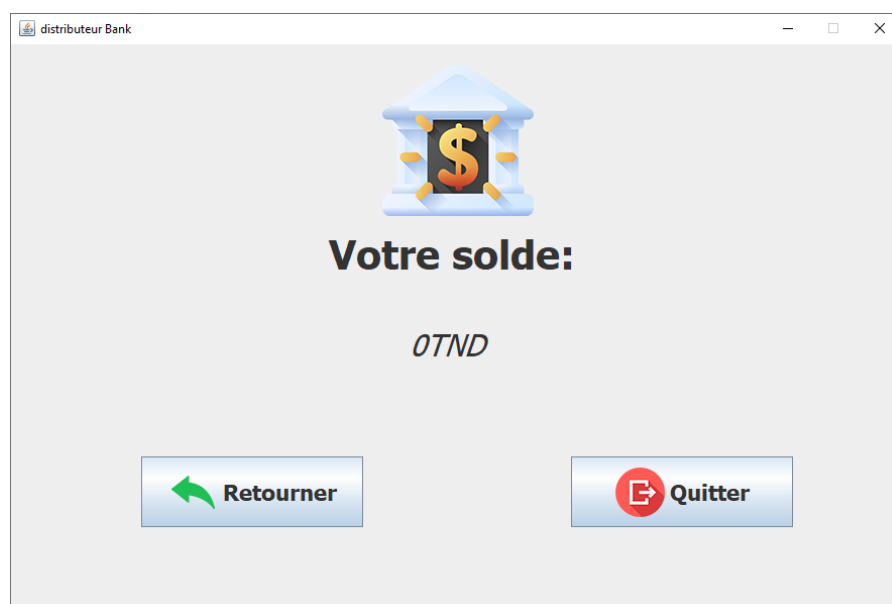 distributeur Bank
$
Votre solde:
0TND
Retourner
Quitter